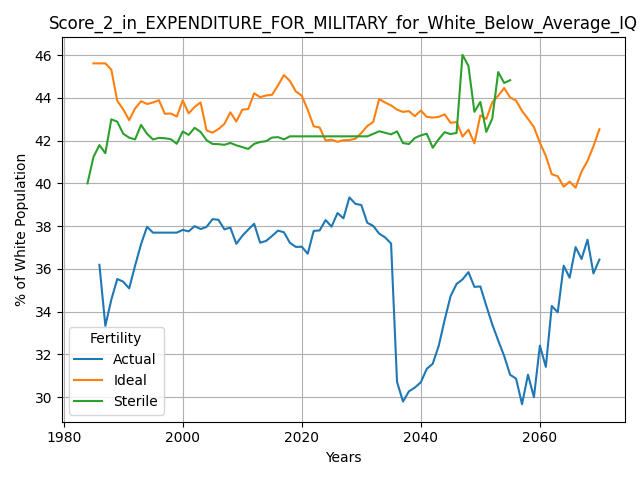 Score_2_in_EXPENDITURE_FOR_MILITARY_for_White_Below_Average_IQ
% of White Population
46
44
42
40
38
36
34
32
30
Fertility
Actual
Ideal
Sterile
1980
2000
2020
2040
2060
Years